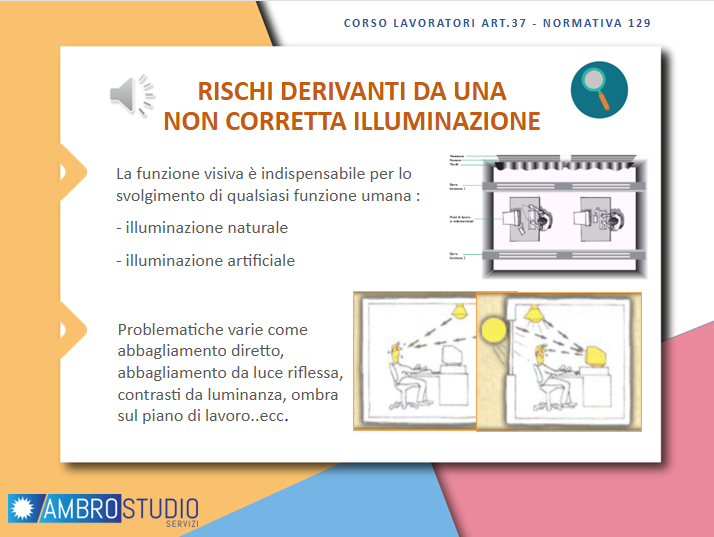 CORSO LAVORATORI ART.37 - NORMATIVA 129
RISCHI DERIVANTI DA UNA
NON CORRETTA ILLUMINAZIONE
La funzione visiva è indispensabile per lo
svolgimento di qualsiasi funzione umana :
- illuminazione naturale
- illuminazione artificiale
Problematiche varie come
abbagliamento diretto,
abbagliamento da luce riflessa,
contrasti da luminanza, ombra
sul piano di lavoro..ecc.
AMBROSTUDIO
SERVIZI